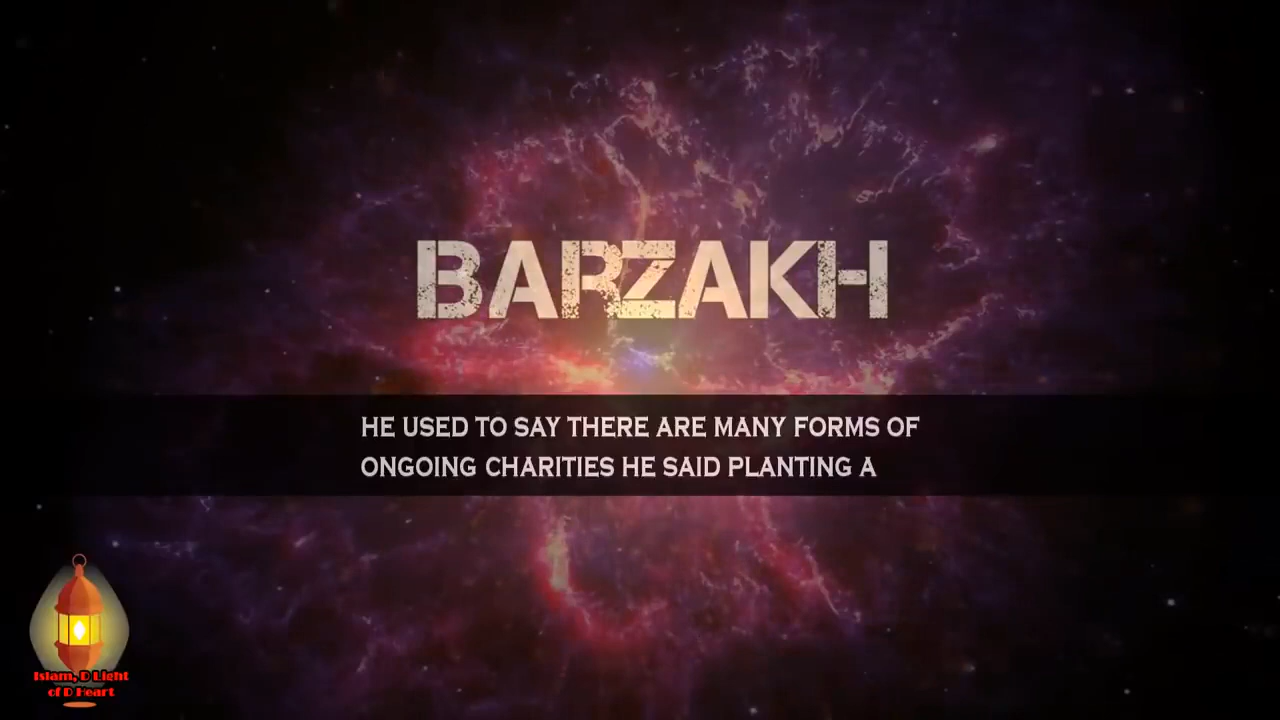 BARZAKH
HE USED TO SAY THERE ARE MANY FORMS OF
ONGOING CHARITIES HE SAID PLANTING A
Islam, D Light
of D Heart